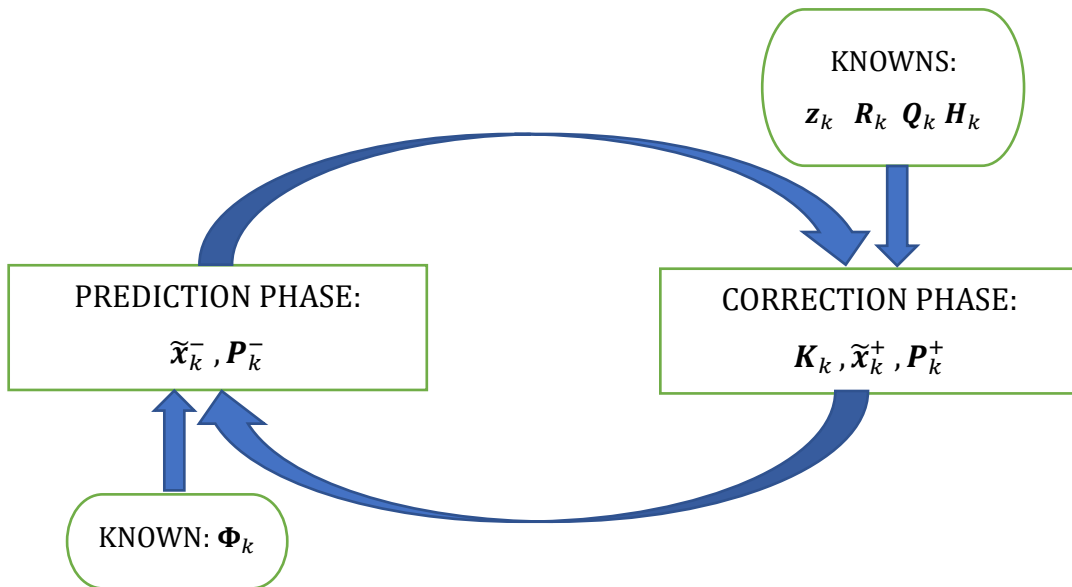 KNOWNS:
𝒛ₖ 𝑹ₖ 𝑸ₖ 𝑯ₖ
PREDICTION PHASE:
𝒙̃ₖ⁻ , 𝑷ₖ⁻
CORRECTION PHASE:
𝑲ₖ , 𝒙̃ₖ⁺ , 𝑷ₖ⁺
KNOWN: 𝚽ₖ